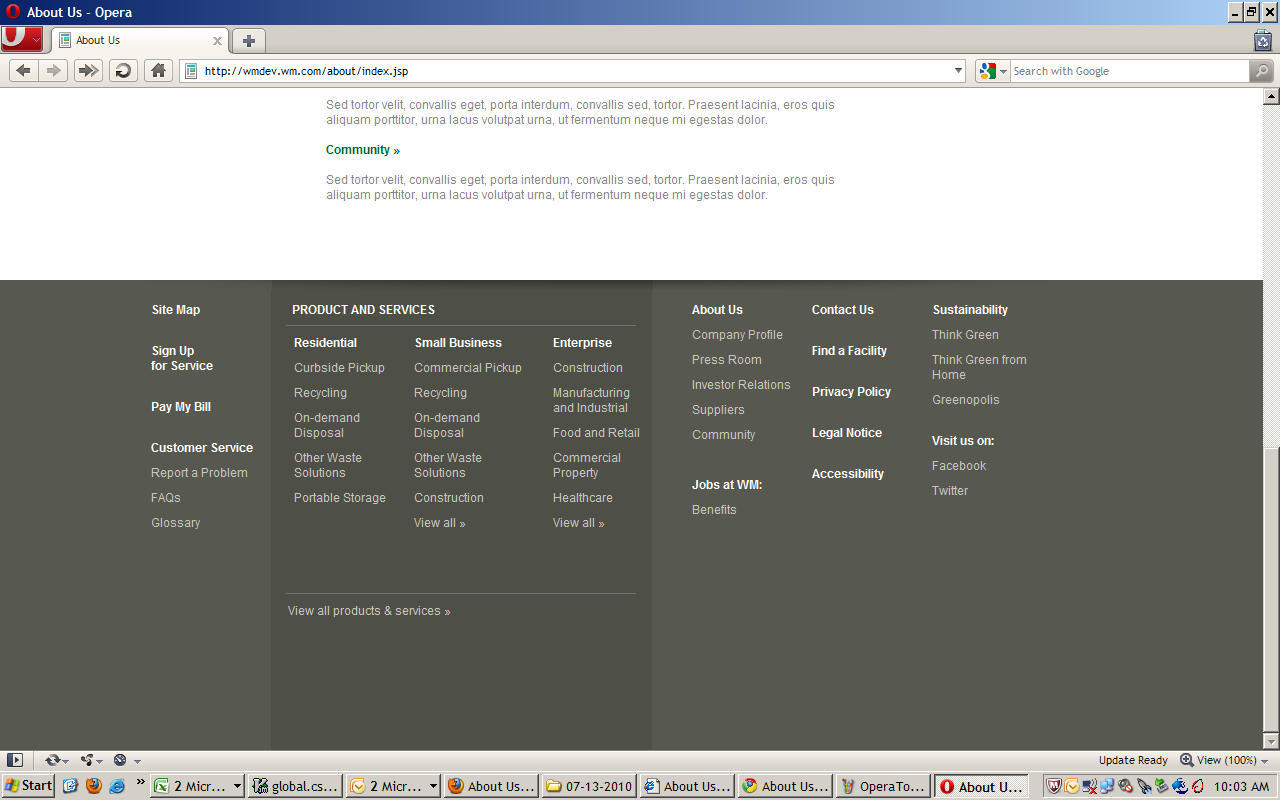 About Us - Opera
About Us
http://wmdev.wm.com/about/index.jsp
Search with Google
Sed tortor velit, convallis eget, porta interdum, convallis sed, tortor. Praesent lacinia, eros quis
aliquam porttitor, urna lacus volutpat urna, ut fermentum neque mi egestas dolor.
Community »
Sed tortor velit, convallis eget, porta interdum, convallis sed, tortor. Praesent lacinia, eros quis
aliquam porttitor, urna lacus volutpat urna, ut fermentum neque mi egestas dolor.
Site Map
Sign Up
for Service
Pay My Bill
Customer Service
Report a Problem
FAQs
Glossary
PRODUCT AND SERVICES
Residential
Curbside Pickup
Recycling
On-demand
Disposal
Other Waste
Solutions
Portable Storage
Small Business
Commercial Pickup
Recycling
On-demand
Disposal
Other Waste
Solutions
Construction
View all »
Enterprise
Construction
Manufacturing
and Industrial
Food and Retail
Commercial
Property
Healthcare
View all »
View all products & services »
About Us
Company Profile
Press Room
Investor Relations
Suppliers
Community
Jobs at WM:
Benefits
Contact Us
Find a Facility
Privacy Policy
Legal Notice
Accessibility
Sustainability
Think Green
Think Green from
Home
Greenopolis
Visit us on:
Facebook
Twitter
Update Ready
View (100%)
Start
»
2 Micr...
global.cs...
2 Micr...
About Us...
07-13-2010
About Us...
About Us...
OperaTo...
About U...
10:03 AM